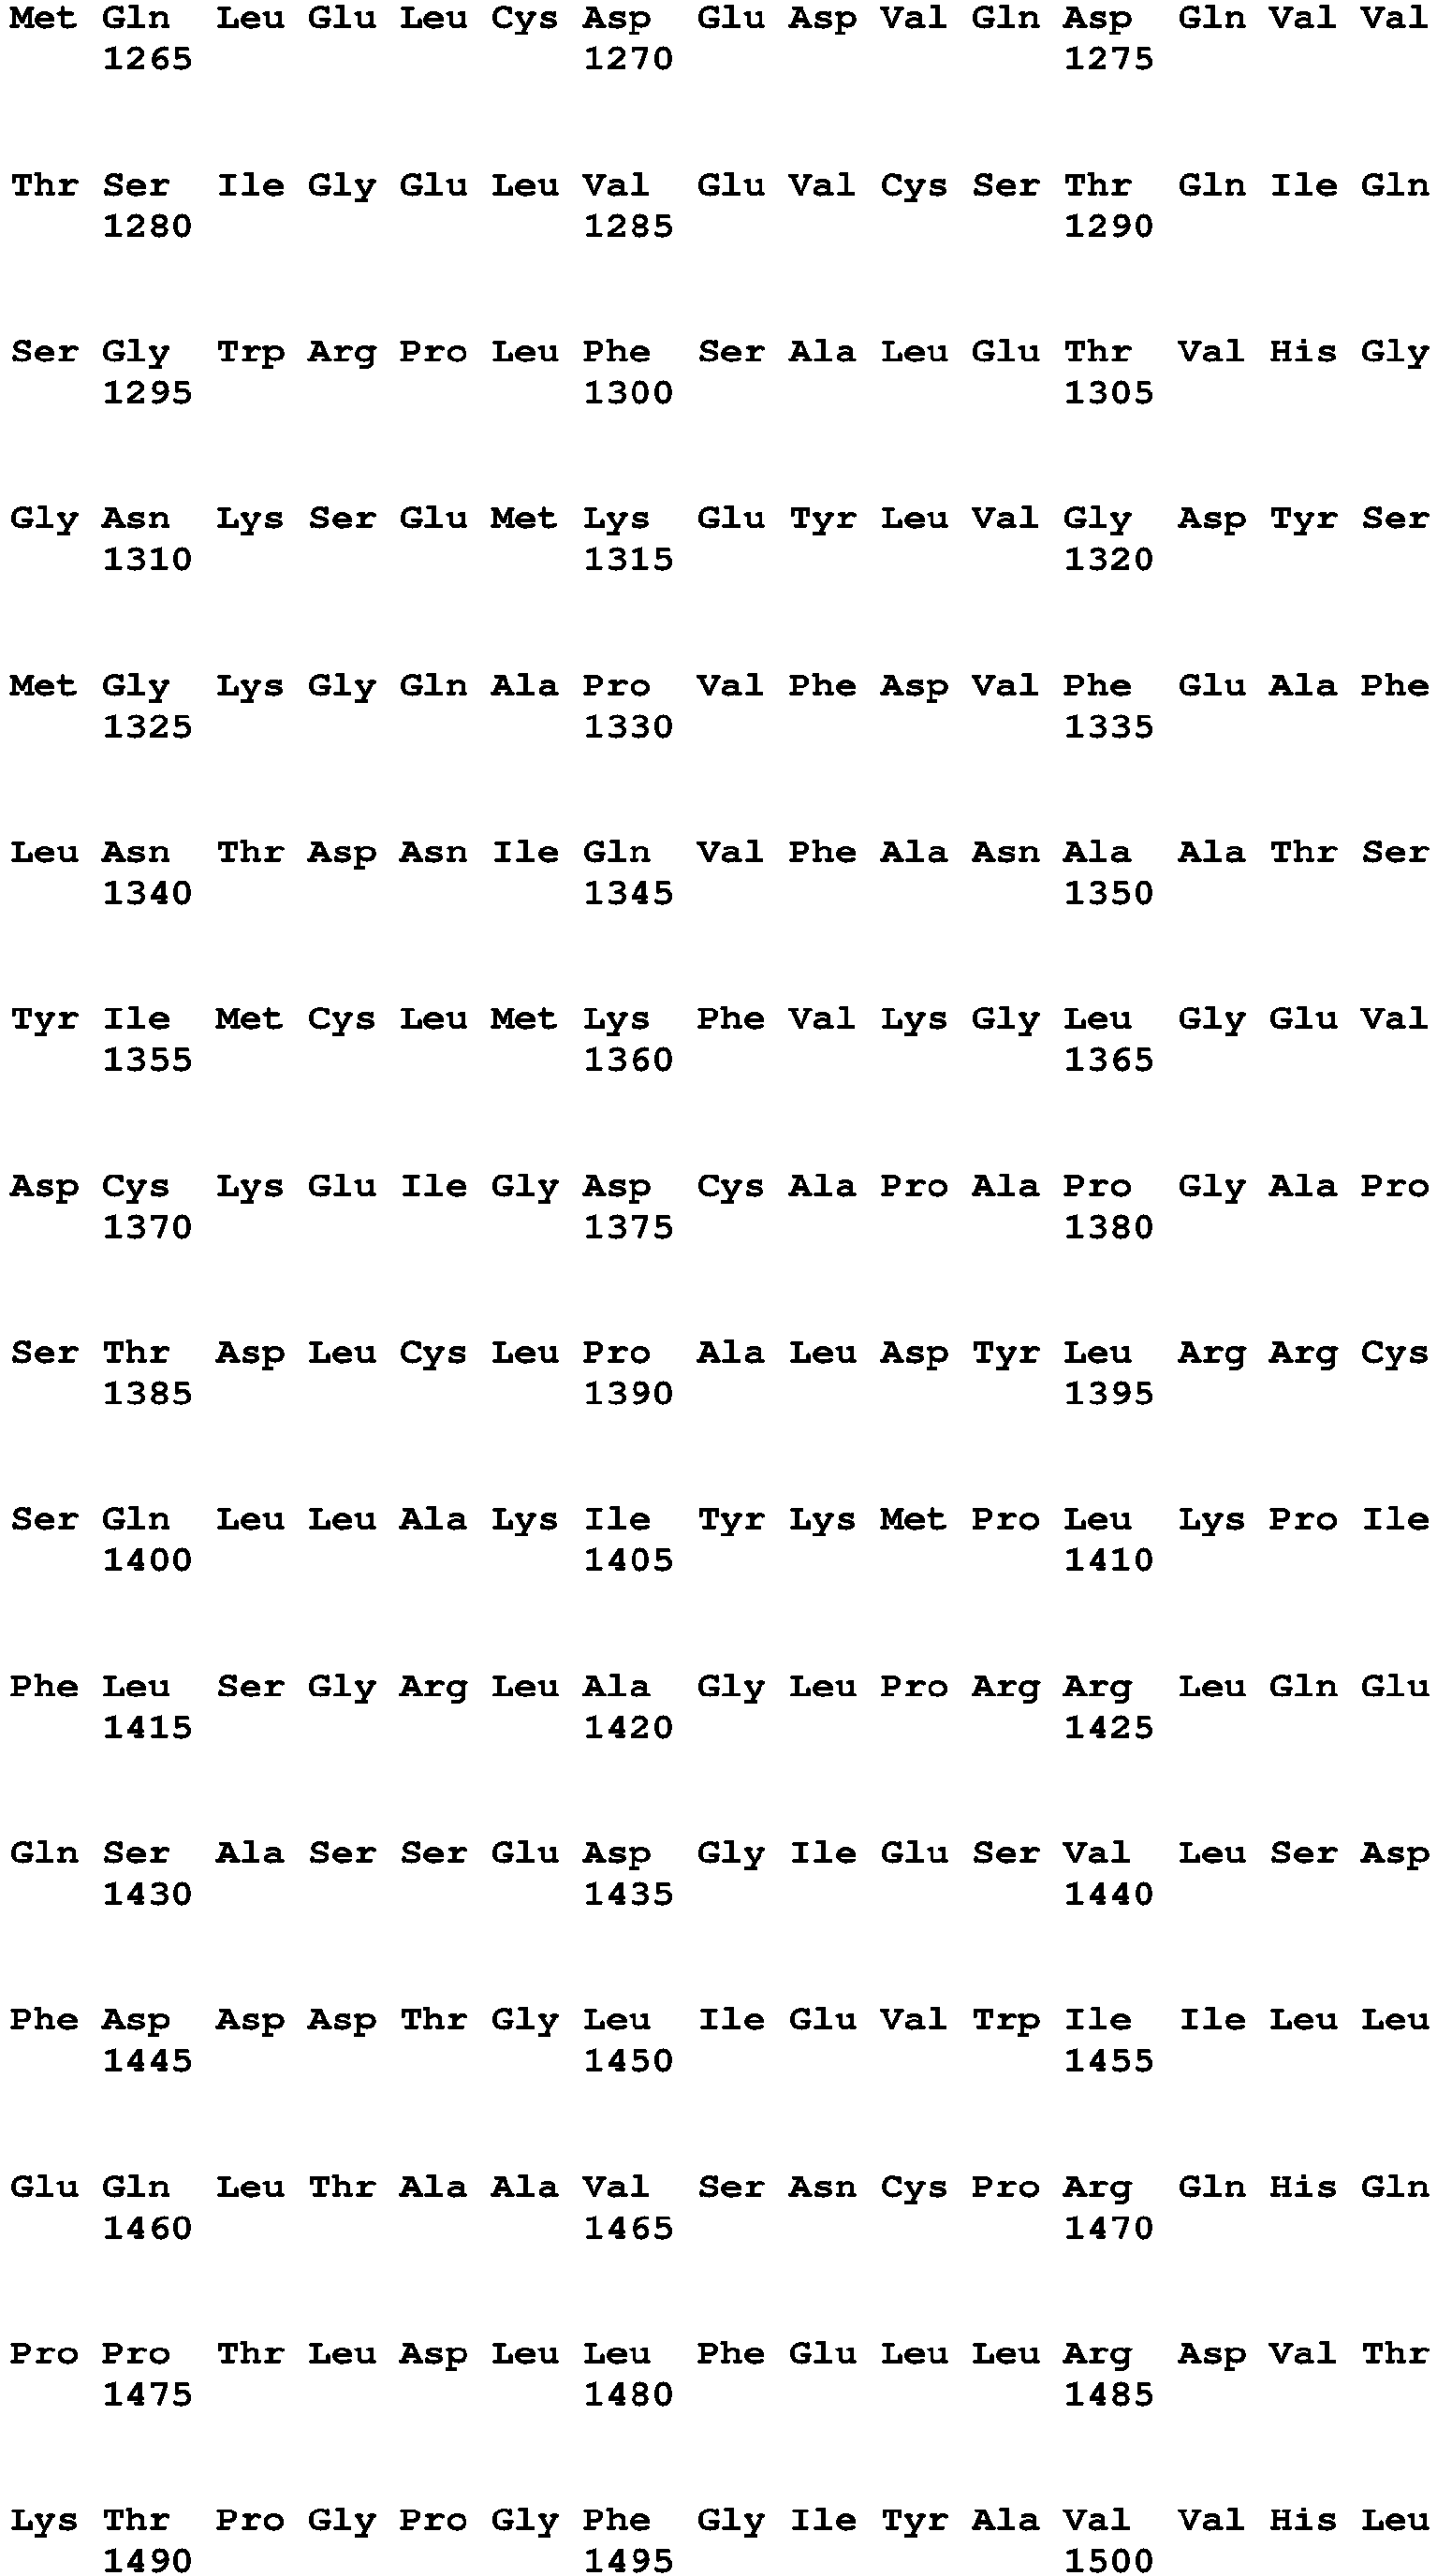 Met Gln Leu Glu Leu Cys Asp Glu Asp Val Gln Asp Gln Val Val
1265 1270 1275
Thr Ser Ile Gly Glu Leu Val Glu Val Cys Ser Thr Gln Ile Gln
1280 1285 1290
Ser Gly Trp Arg Pro Leu Phe Ser Ala Leu Glu Thr Val His Gly
1295 1300 1305
Gly Asn Lys Ser Glu Met Lys Glu Tyr Leu Val Gly Asp Tyr Ser
1310 1315 1320
Met Gly Lys Gly Gln Ala Pro Val Phe Asp Val Phe Glu Ala Phe
1325 1330 1335
Leu Asn Thr Asp Asn Ile Gln Val Phe Ala Asn Ala Ala Thr Ser
1340 1345 1350
Tyr Ile Met Cys Leu Met Lys Phe Val Lys Gly Leu Gly Glu Val
1355 1360 1365
Asp Cys Lys Glu Ile Gly Asp Cys Ala Pro Ala Pro Gly Ala Pro
1370 1375 1380
Ser Thr Asp Leu Cys Leu Pro Ala Leu Asp Tyr Leu Arg Arg Cys
1385 1390 1395
Ser Gln Leu Leu Ala Lys Ile Tyr Lys Met Pro Leu Lys Pro Ile
1400 1405 1410
Phe Leu Ser Gly Arg Leu Ala Gly Leu Pro Arg Arg Leu Gln Glu
1415 1420 1425
Gln Ser Ala Ser Ser Glu Asp Gly Ile Glu Ser Val Leu Ser Asp
1430 1435 1440
Phe Asp Asp Asp Thr Gly Leu Ile Glu Val Trp Ile Ile Leu Leu
1445 1450 1455
Glu Gln Leu Thr Ala Ala Val Ser Asn Cys Pro Arg Gln His Gln
1460 1465 1470
Pro Pro Thr Leu Asp Leu Leu Phe Glu Leu Leu Arg Asp Val Thr
1475 1480 1485
Lys Thr Pro Gly Pro Gly Phe Gly Ile Tyr Ala Val Val His Leu
1490 1495 1500